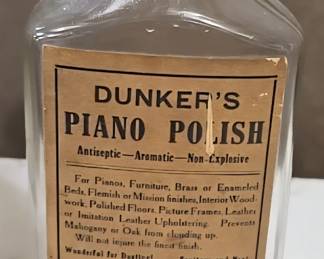 DUNKER'S
PIANO POLISH
Antiseptic—Aromatic—Non-Explosive
For Pianos, Furniture, Brass or Enameled
Beds, Flemish or Mission finishes, Interior Wood-
work, Polished Floors, Picture Frames, Leather
or Imitation Leather Upholstering. Prevents
Mahogany or Oak from clouding up.
Will not injure the finest finish.
Wonderful for